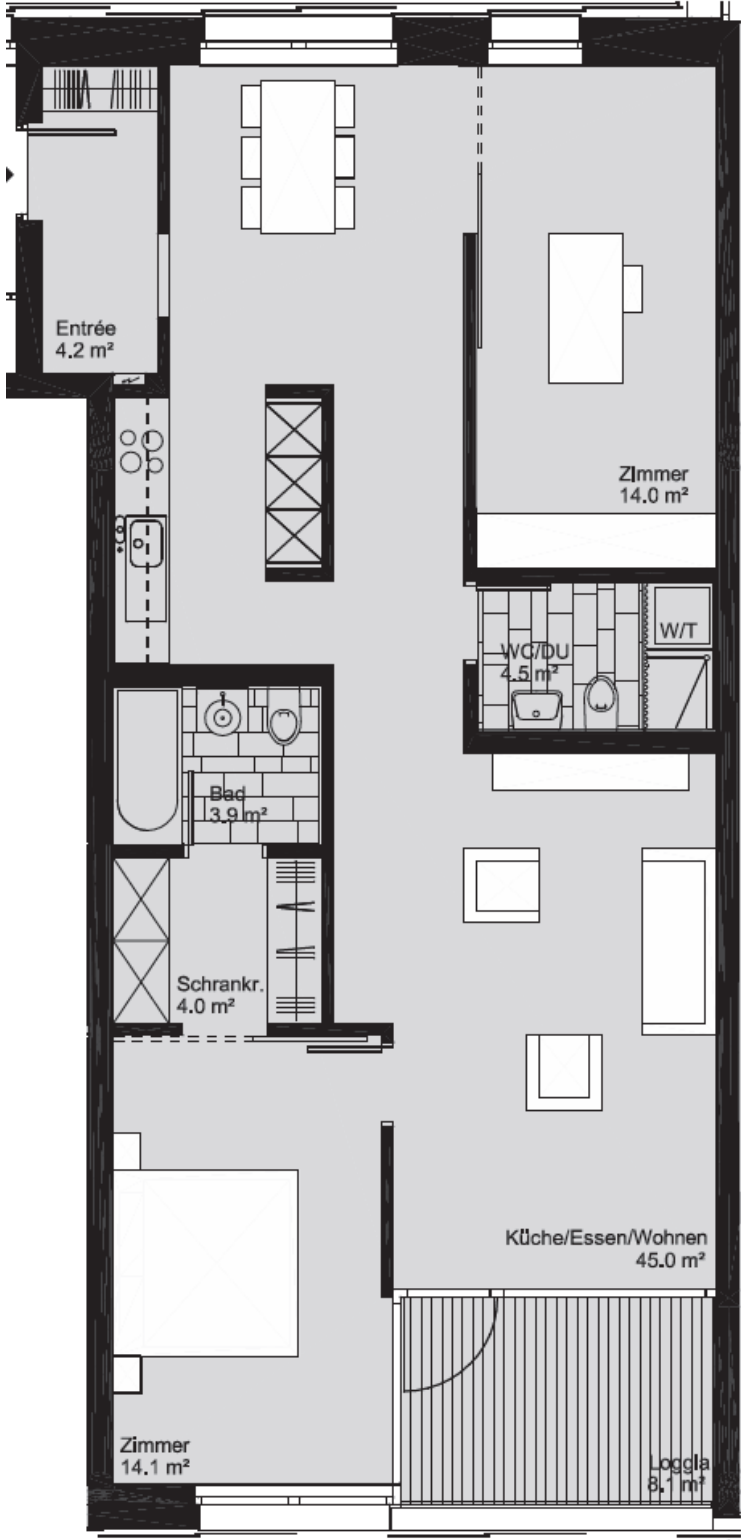 Entrée
4.2 m²
Zimmer
14.0 m²
WC/DU
4.5 m²
W/T
Bad
3.9 m²
Schrankr.
4.0 m²
Küche/Essen/Wohnen
45.0 m²
Zimmer
14.1 m²
Loggia
8.1 m²